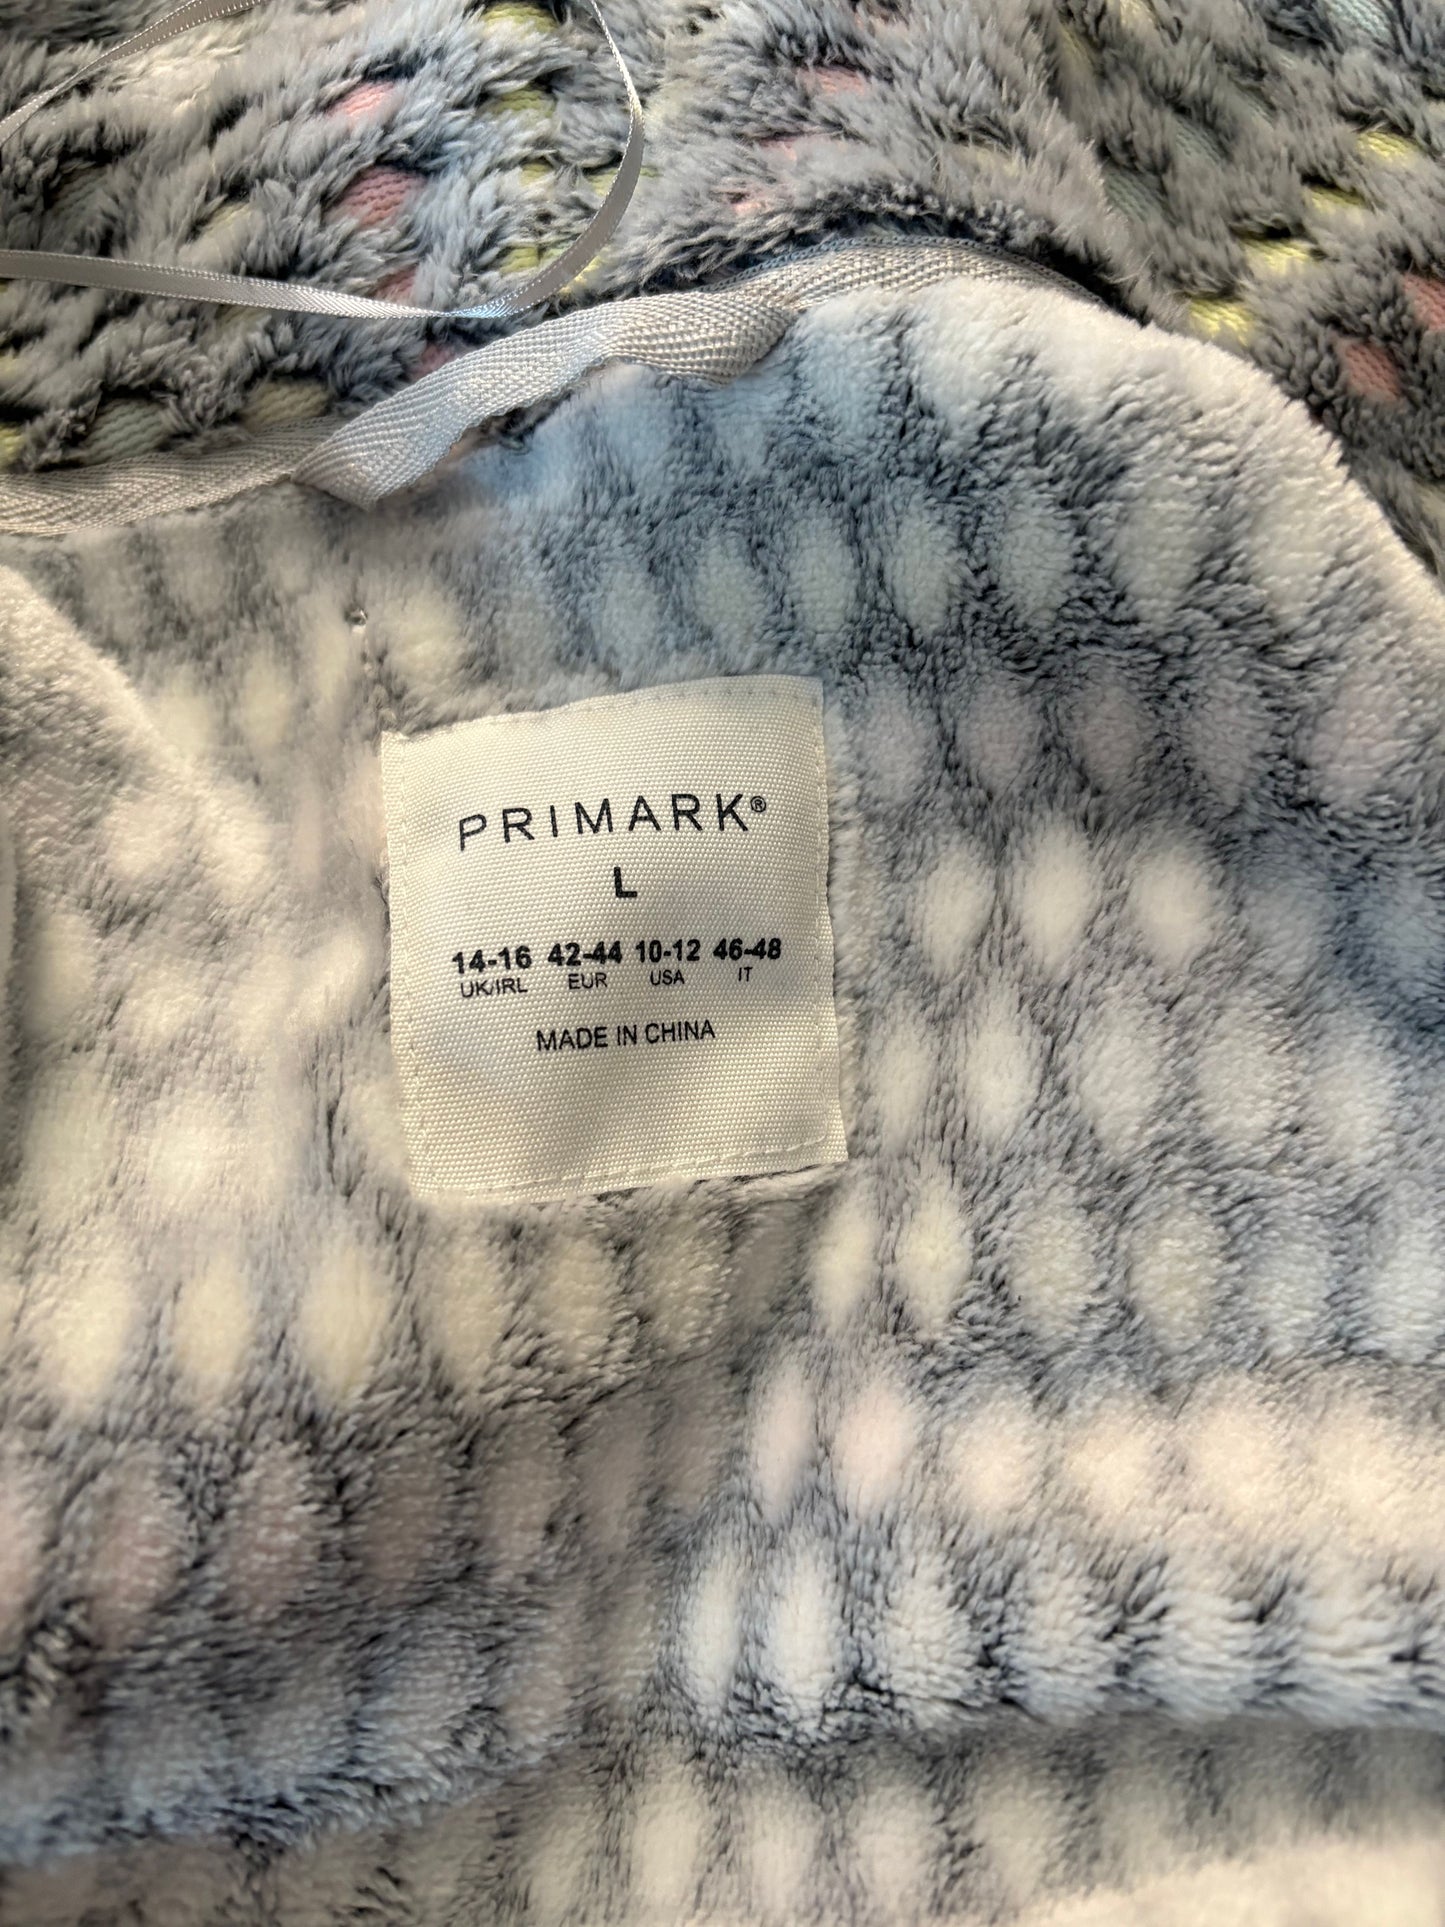 PRIMARK®
L
14-16 42-44 10-12 46-48
UK/IRL EUR USA IT
MADE IN CHINA